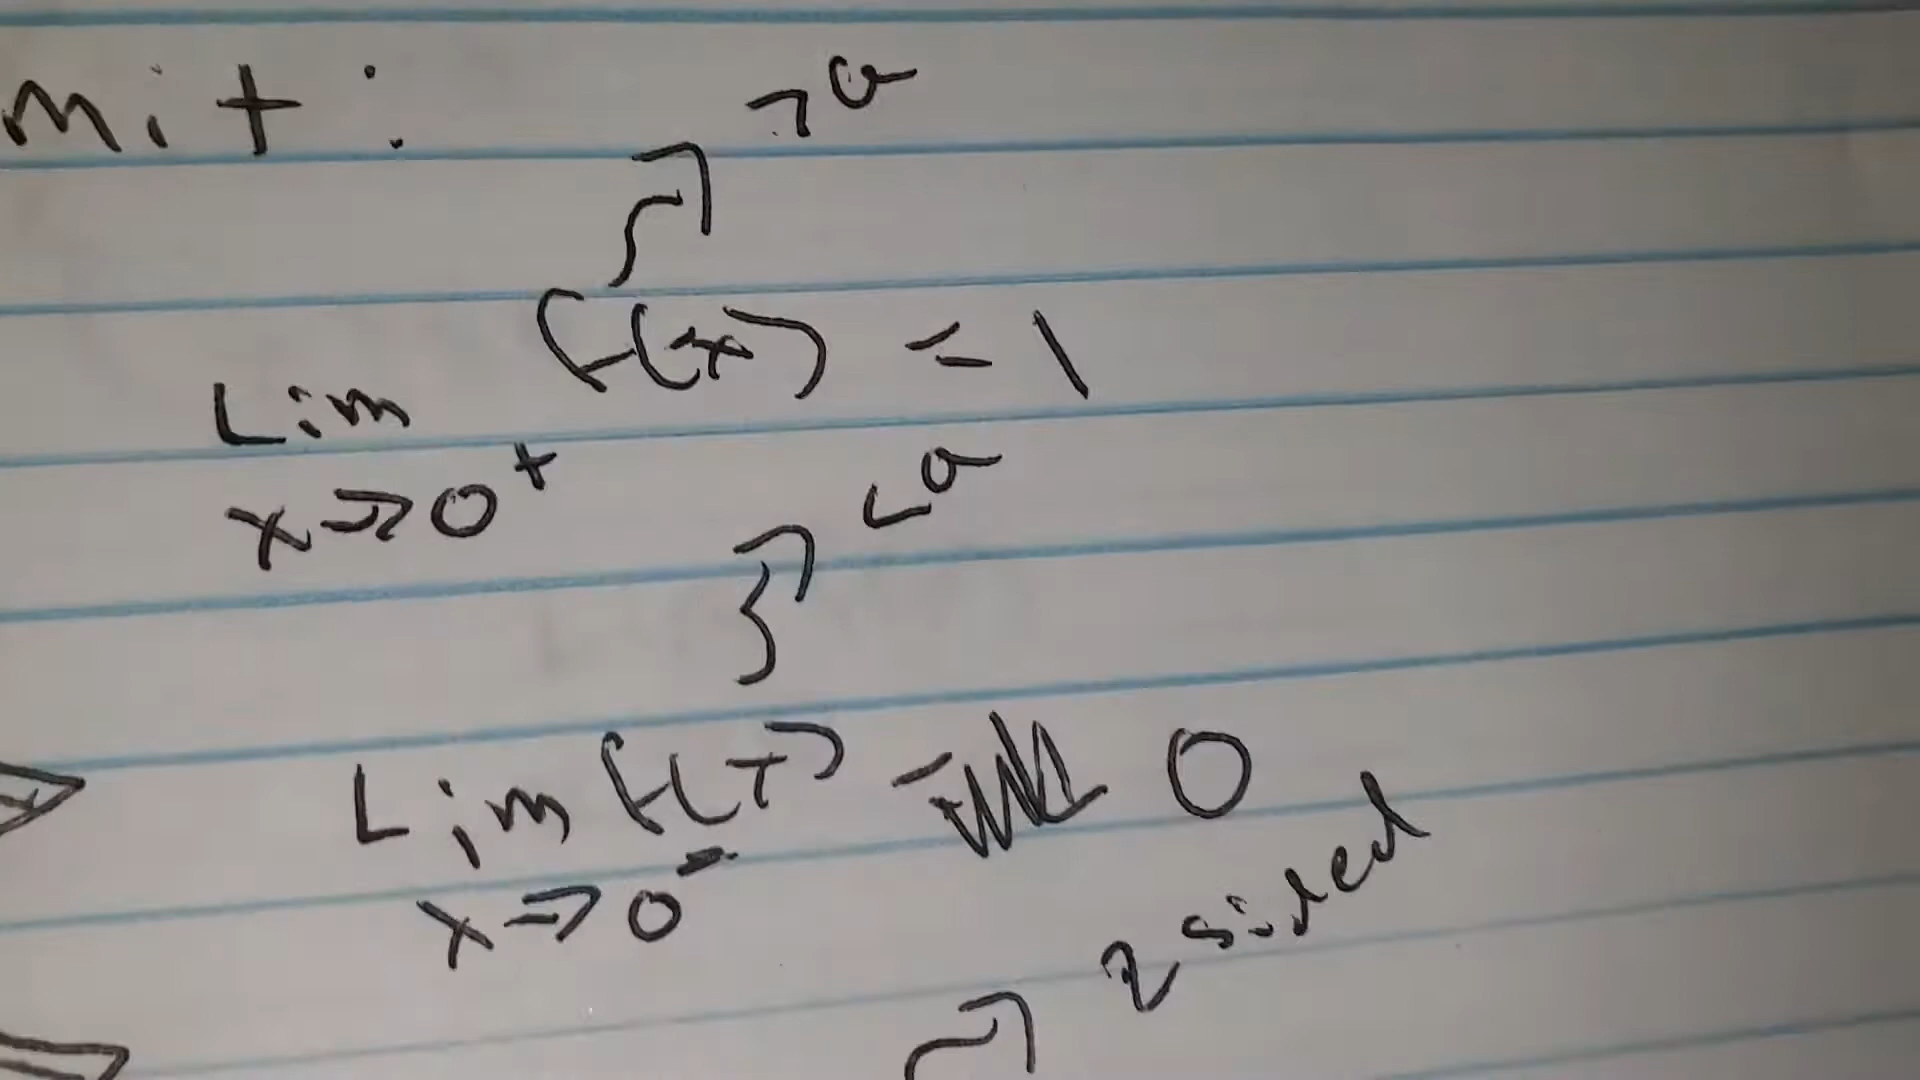 mit:
>a
f(x) = 1
Lim
x→0⁺
<a
Lim f(x) = 0
x→0⁻
2 sided